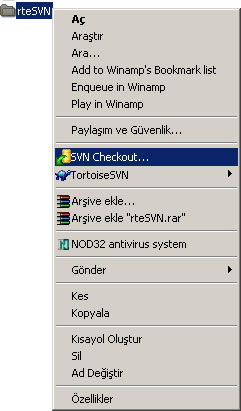 rteSVN
Aç
Araştır
Ara...
Add to Winamp's Bookmark list
Enqueue in Winamp
Play in Winamp
Paylaşım ve Güvenlik...
SVN Checkout...
TortoiseSVN
Arşive ekle...
Arşive ekle "rteSVN.rar"
NOD32 antivirus system
Gönder
Kes
Kopyala
Kısayol Oluştur
Sil
Ad Değiştir
Özellikler